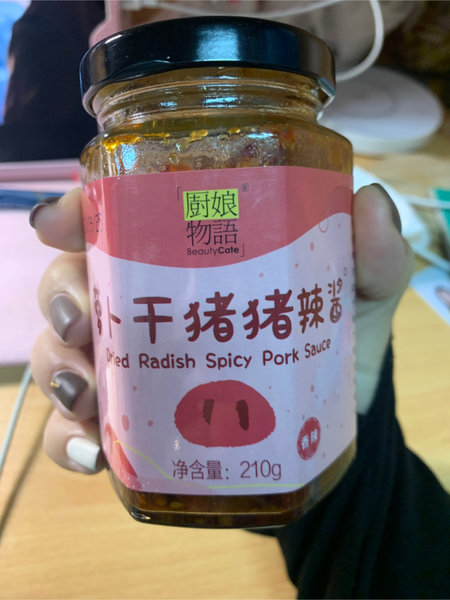 「厨娘®
物語
BeautyCate」
萝卜干猪猪辣酱
Dried Radish Spicy Pork Sauce
香辣
净含量：210g